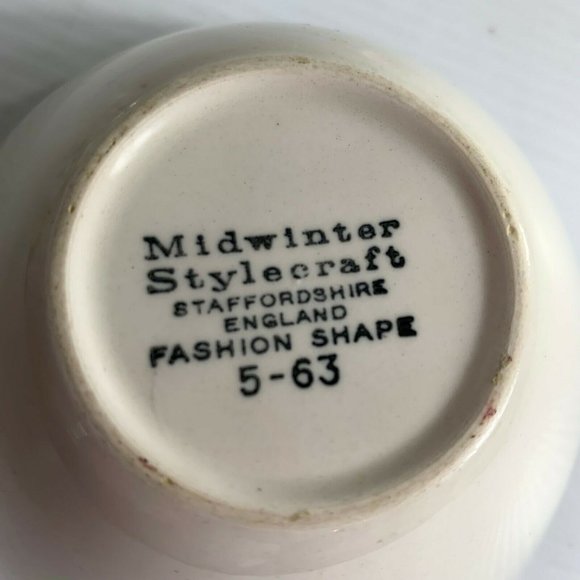 Midwinter
Stylecraft
STAFFORDSHIRE
ENGLAND
FASHION SHAPE
5-63